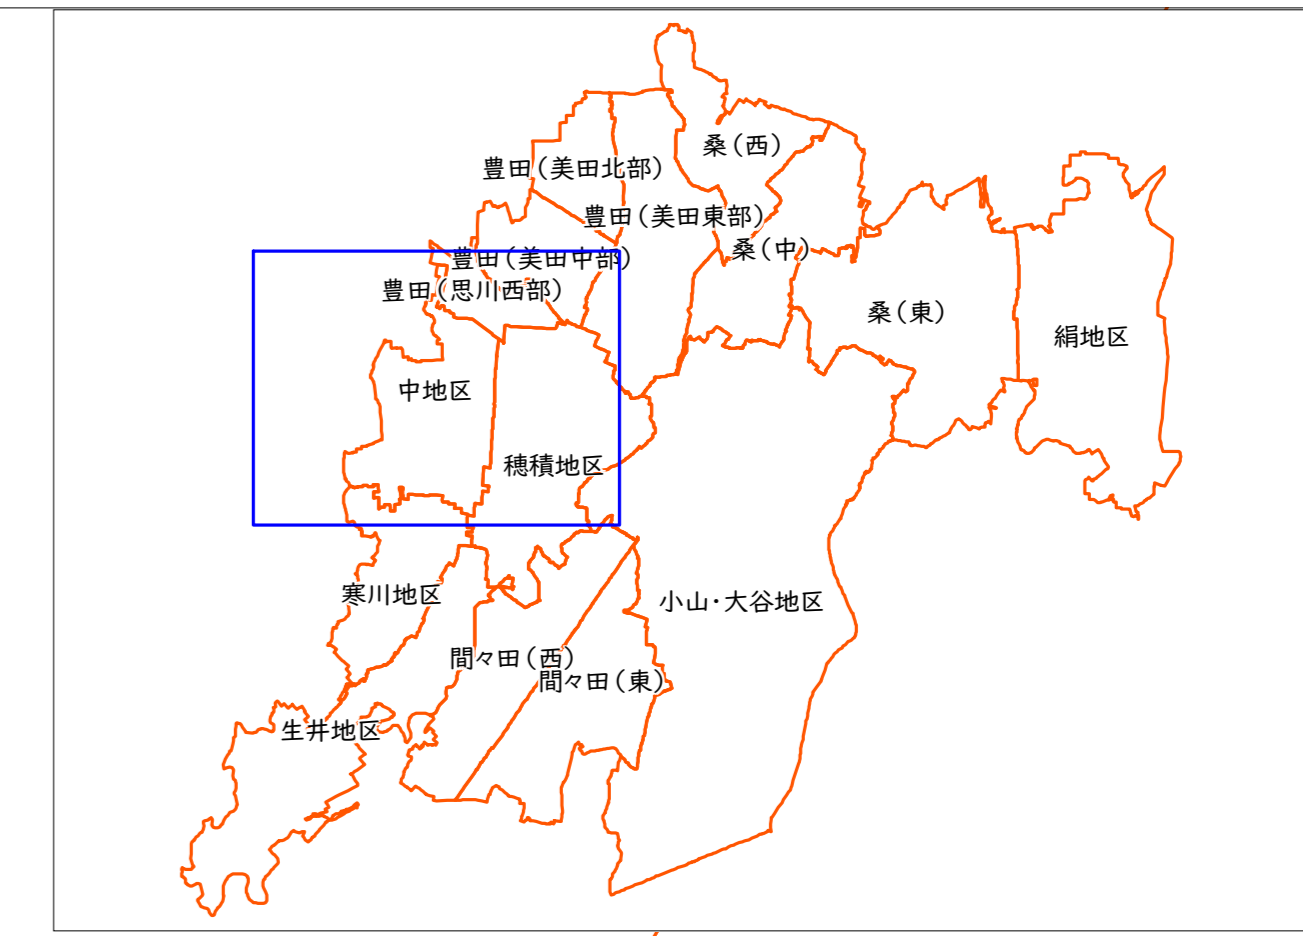 桑（西）
豊田（美田北部）
豊田（美田東部）
桑（中）
豊田（美田中部）
豊田（思川西部）
桑（東）
絹地区
中地区
穂積地区
寒川地区
小山・大谷地区
間々田（西）
間々田（東）
生井地区